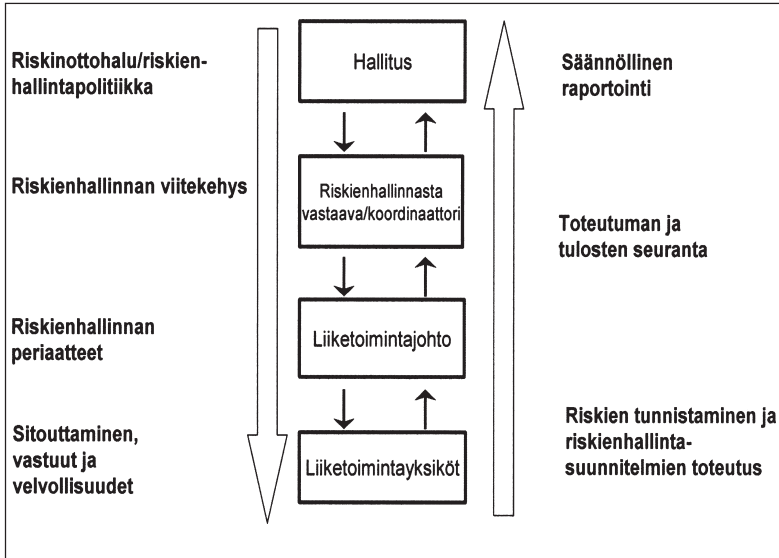 Riskinottohalu/riskien-
hallintapolitiikka
Riskienhallinnan viitekehys
Riskienhallinnan
periaatteet
Sitouttaminen,
vastuut ja
velvollisuudet
Hallitus
Riskienhallinnasta
vastaava/koordinaattori
Liiketoimintajohto
Liiketoimintayksiköt
Säännöllinen
raportointi
Toteutuman ja
tulosten seuranta
Riskien tunnistaminen ja
riskienhallinta-
suunnitelmien toteutus